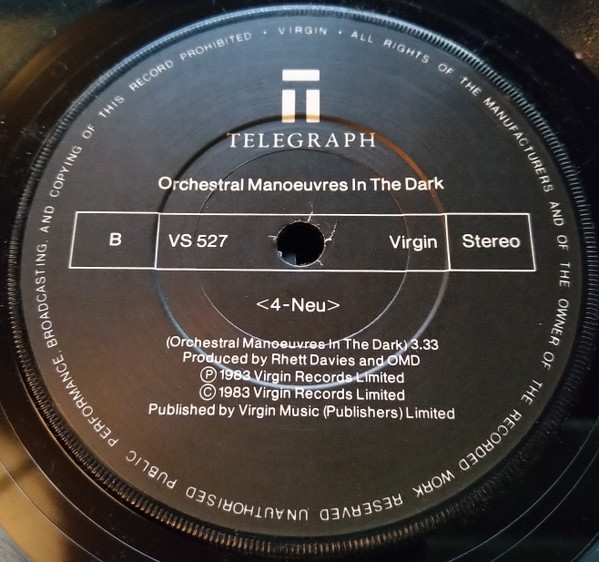 TELEGRAPH
Orchestral Manoeuvres In The Dark
B VS 527 Virgin Stereo
<4-Neu>
(Orchestral Manoeuvres In The Dark) 3.33
Produced by Rhett Davies and OMD
Ⓟ 1983 Virgin Records Limited
© 1983 Virgin Records Limited
Published by Virgin Music (Publishers) Limited
VIRGIN • ALL RIGHTS OF THE MANUFACTURERS AND OF THE OWNER OF THE RECORDED WORK RESERVED UNAUTHORISED PUBLIC PERFORMANCE, BROADCASTING, AND COPYING OF THIS RECORD PROHIBITED •